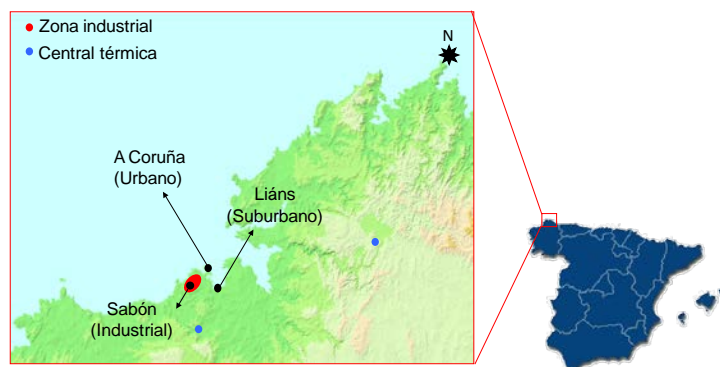 Zona industrial
Central térmica
N
A Coruña
(Urbano)
Liáns
(Suburbano)
Sabón
(Industrial)